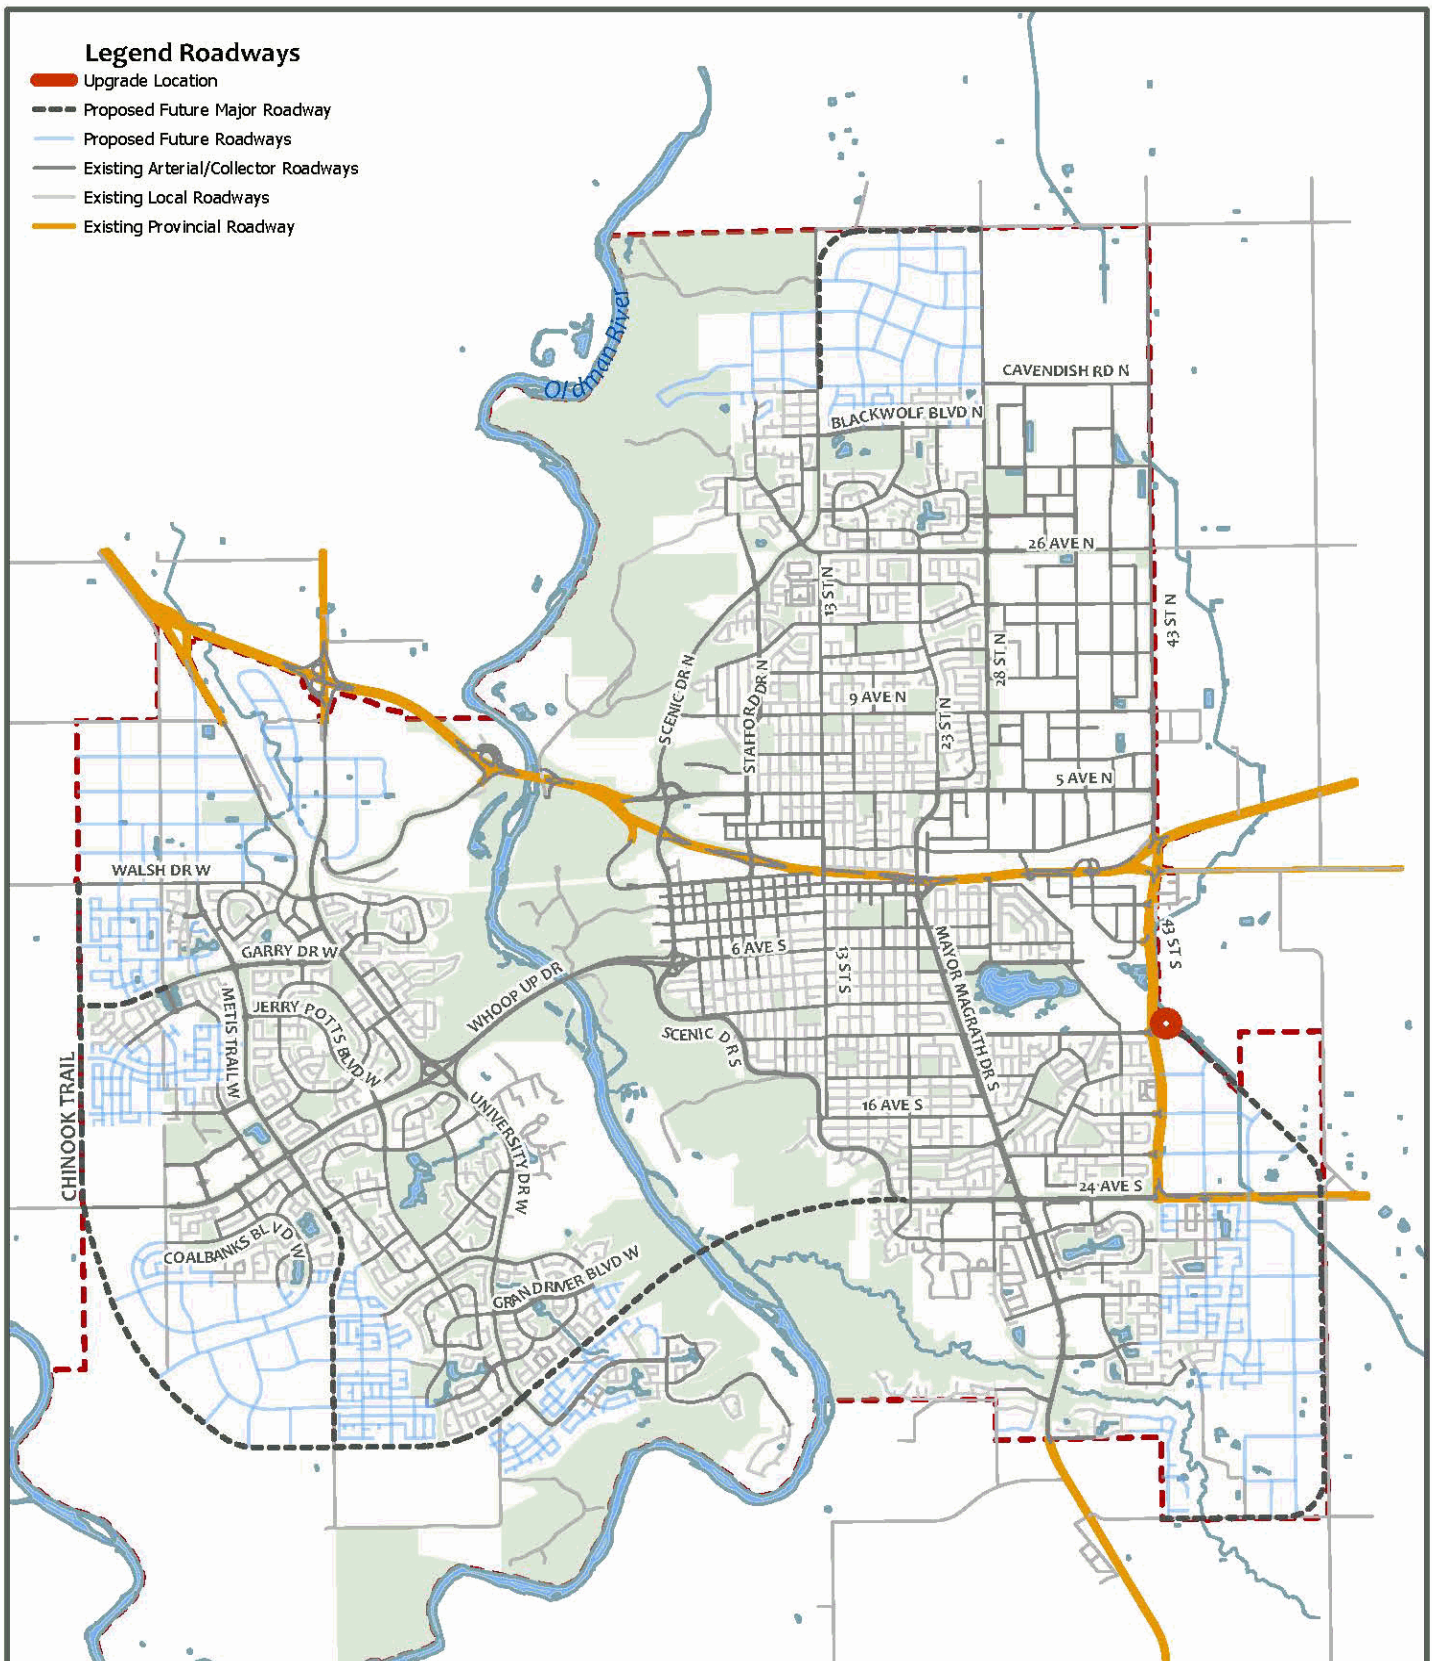 Legend Roadways
Upgrade Location
Proposed Future Major Roadway
Proposed Future Roadways
Existing Arterial/Collector Roadways
Existing Local Roadways
Existing Provincial Roadway
Oldman River
CAVENDISH RD N
BLACKWOLF BLVD N
26 AVE N
13 ST N
43 ST N
28 ST N
SCENIC DR N
STAFFORD DR N
9 AVE N
23 ST N
5 AVE N
WALSH DR W
GARRY DR W
6 AVE S
13 ST S
MAYOR MAGRATH DR S
43 ST S
WHOOP UP DR
METIS TRAIL W
JERRY POTTS BLVD W
SCENIC DR S
CHINOOK TRAIL
UNIVERSITY DR W
16 AVE S
24 AVE S
COALBANKS BLVD W
GRAND RIVER BLVD W